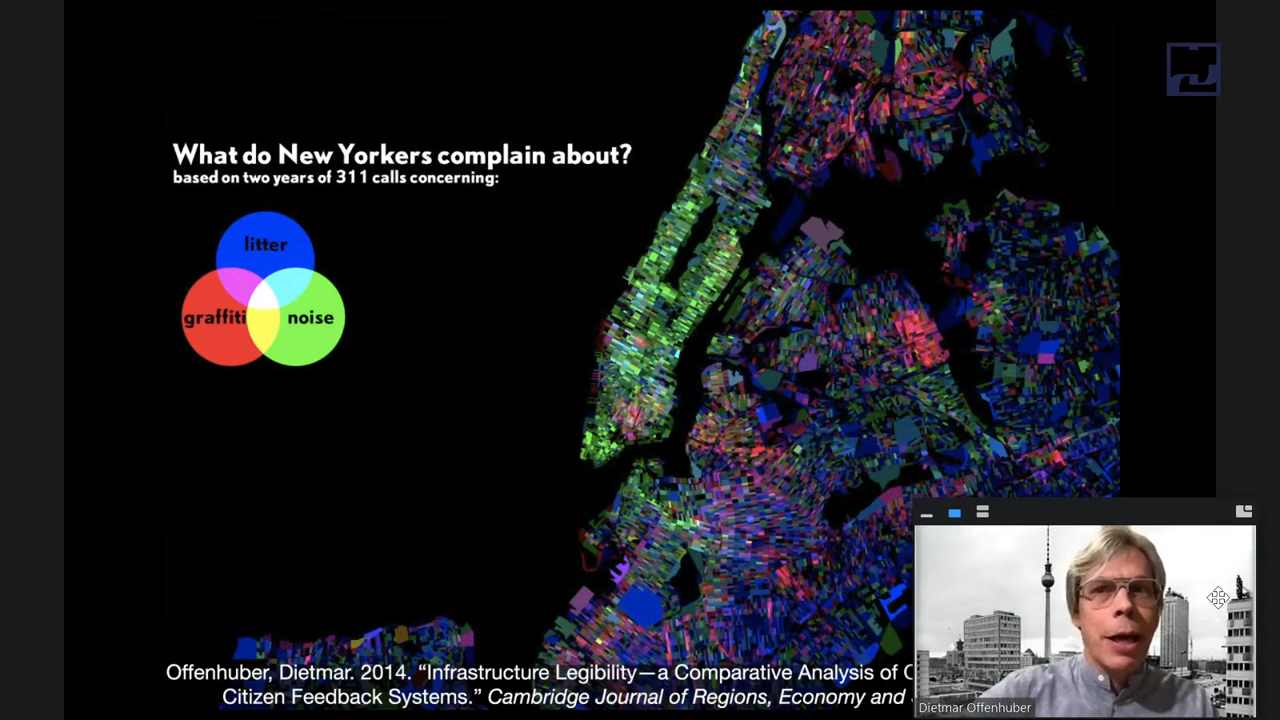 What do New Yorkers complain about?
based on two years of 311 calls concerning:
litter
graffiti
noise
Offenhuber, Dietmar. 2014. “Infrastructure Legibility—a Comparative Analysis of
Citizen Feedback Systems.” Cambridge Journal of Regions, Economy and
Dietmar Offenhuber